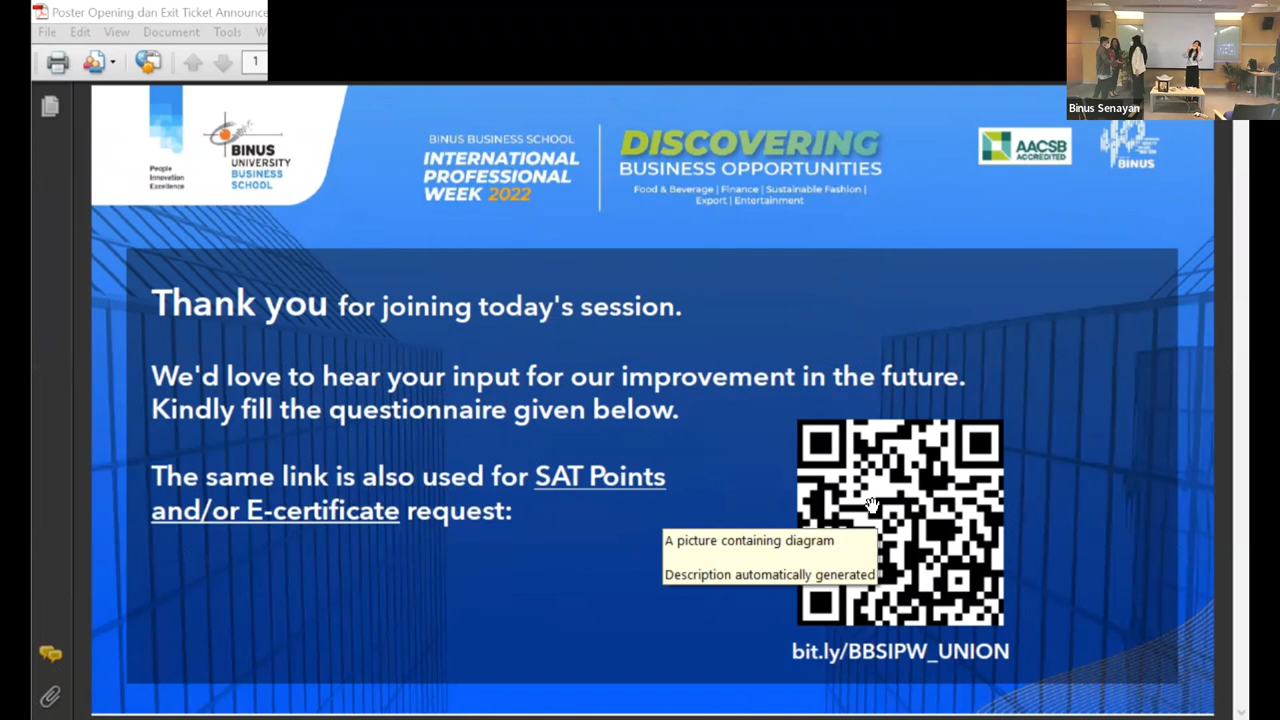 Poster Opening dan Exit Ticket Announce
File Edit View Document Tools W
1
Binus Senayan
People
Innovation
Excellence
BINUS
UNIVERSITY
BUSINESS
SCHOOL
BINUS BUSINESS SCHOOL
INTERNATIONAL
PROFESSIONAL
WEEK 2022
DISCOVERING
BUSINESS OPPORTUNITIES
Food & Beverage | Finance | Sustainable Fashion |
Export | Entertainment
AACSB
ACCREDITED
BINUS
Thank you for joining today's session.
We'd love to hear your input for our improvement in the future.
Kindly fill the questionnaire given below.
The same link is also used for SAT Points
and/or E-certificate request:
A picture containing diagram
Description automatically generated
bit.ly/BBSIPW_UNION